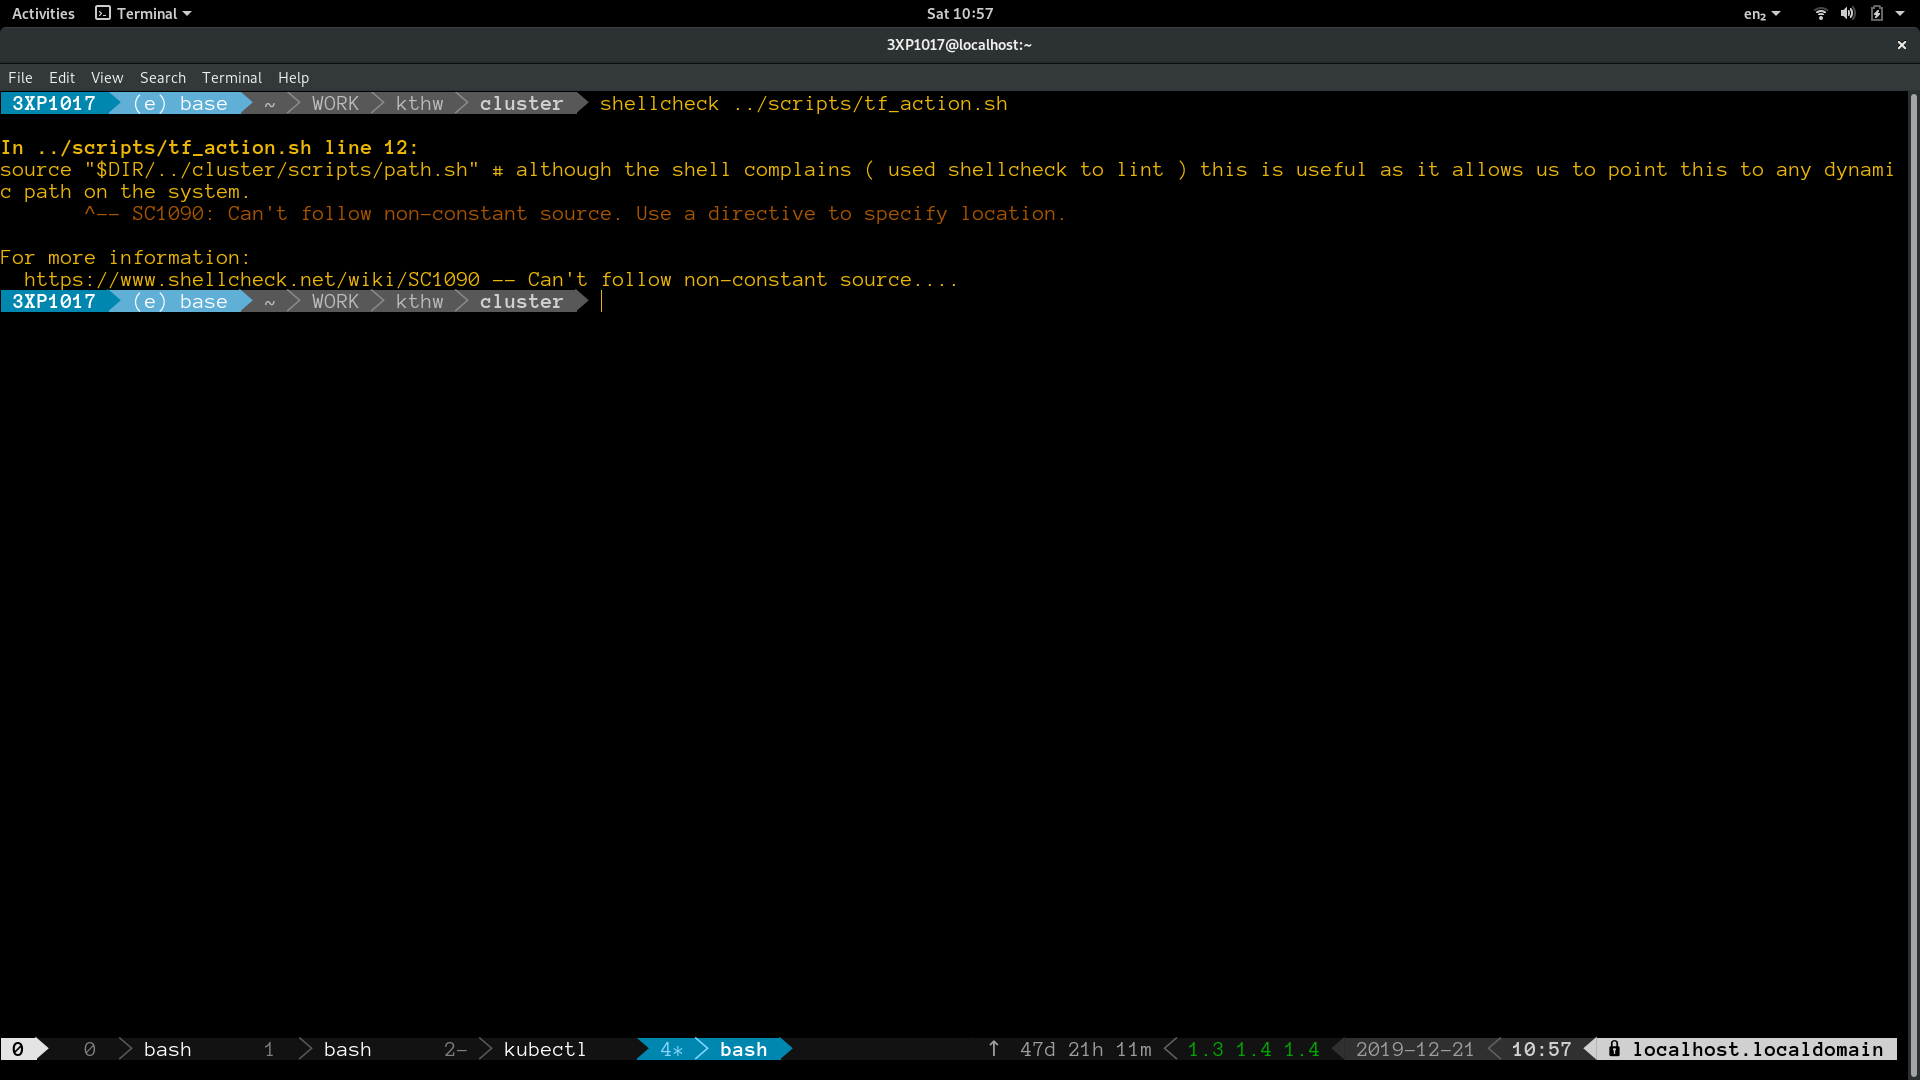 Activities Terminal Sat 10:57 en₂
3XP1017@localhost:~ ×
File Edit View Search Terminal Help
3XP1017 (e) base ~ WORK kthw cluster shellcheck ../scripts/tf_action.sh
In ../scripts/tf_action.sh line 12:
source "$DIR/../cluster/scripts/path.sh" # although the shell complains ( used shellcheck to lint ) this is useful as it allows us to point this to any dynami
c path on the system.
^-- SC1090: Can't follow non-constant source. Use a directive to specify location.
For more information:
https://www.shellcheck.net/wiki/SC1090 -- Can't follow non-constant source....
3XP1017 (e) base ~ WORK kthw cluster
0 0 bash 1 bash 2- kubectl 4* bash ↑ 47d 21h 11m 1.3 1.4 1.4 2019-12-21 10:57 localhost.localdomain